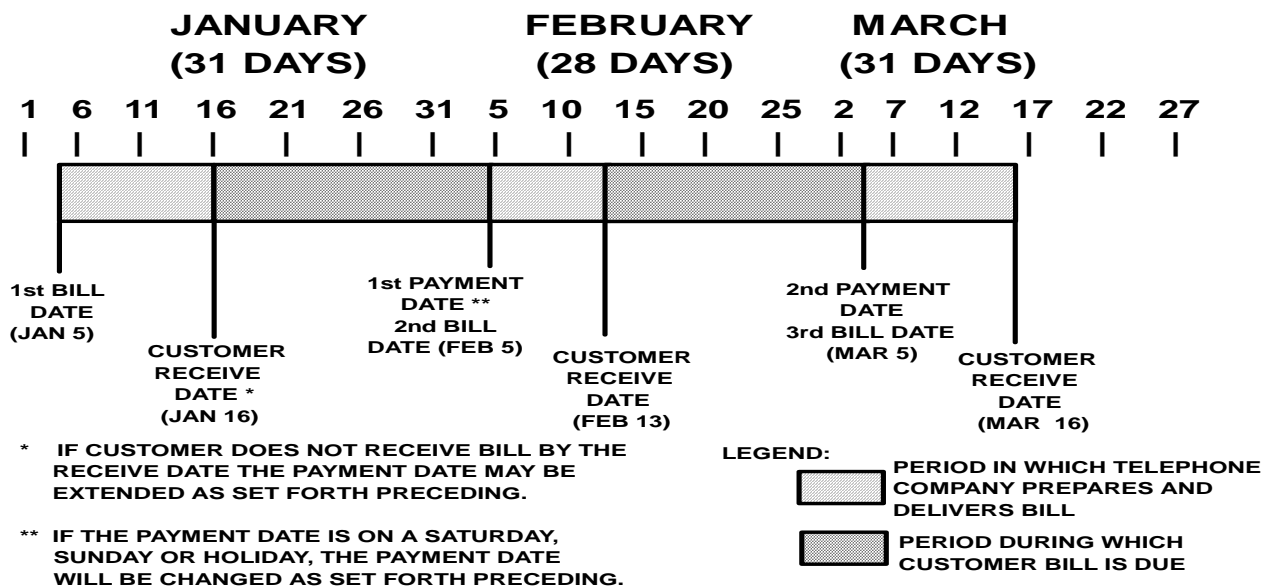 JANUARY FEBRUARY MARCH
(31 DAYS) (28 DAYS) (31 DAYS)
1 6 11 16 21 26 31 5 10 15 20 25 2 7 12 17 22 27
1st BILL
DATE
(JAN 5)
CUSTOMER
RECEIVE
DATE *
(JAN 16)
1st PAYMENT
DATE **
2nd BILL
DATE (FEB 5)
CUSTOMER
RECEIVE
DATE
(FEB 13)
2nd PAYMENT
DATE
3rd BILL DATE
(MAR 5)
CUSTOMER
RECEIVE
DATE
(MAR 16)
* IF CUSTOMER DOES NOT RECEIVE BILL BY THE
RECEIVE DATE THE PAYMENT DATE MAY BE
EXTENDED AS SET FORTH PRECEDING.
** IF THE PAYMENT DATE IS ON A SATURDAY,
SUNDAY OR HOLIDAY, THE PAYMENT DATE
WILL BE CHANGED AS SET FORTH PRECEDING.
LEGEND:
PERIOD IN WHICH TELEPHONE
COMPANY PREPARES AND
DELIVERS BILL
PERIOD DURING WHICH
CUSTOMER BILL IS DUE